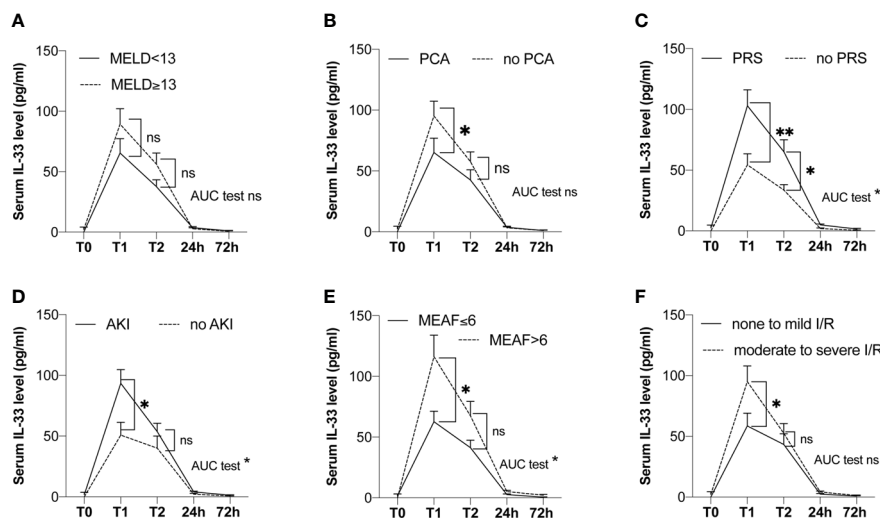 A
Serum IL-33 level (pg/ml)
150
100
50
0
MELD<13
MELD≥13
ns
ns
AUC test ns
T0 T1 T2 24h 72h
B
Serum IL-33 level (pg/ml)
150
100
50
0
PCA no PCA
*
ns
AUC test ns
T0 T1 T2 24h 72h
C
Serum IL-33 level (pg/ml)
150
100
50
0
PRS no PRS
**
*
AUC test *
T0 T1 T2 24h 72h
D
Serum IL-33 level (pg/ml)
150
100
50
0
AKI no AKI
*
ns
AUC test *
T0 T1 T2 24h 72h
E
Serum IL-33 level (pg/ml)
150
100
50
0
MEAF≤6
MEAF>6
*
ns
AUC test *
T0 T1 T2 24h 72h
F
Serum IL-33 level (pg/ml)
150
100
50
0
none to mild I/R
moderate to severe I/R
*
ns
AUC test ns
T0 T1 T2 24h 72h